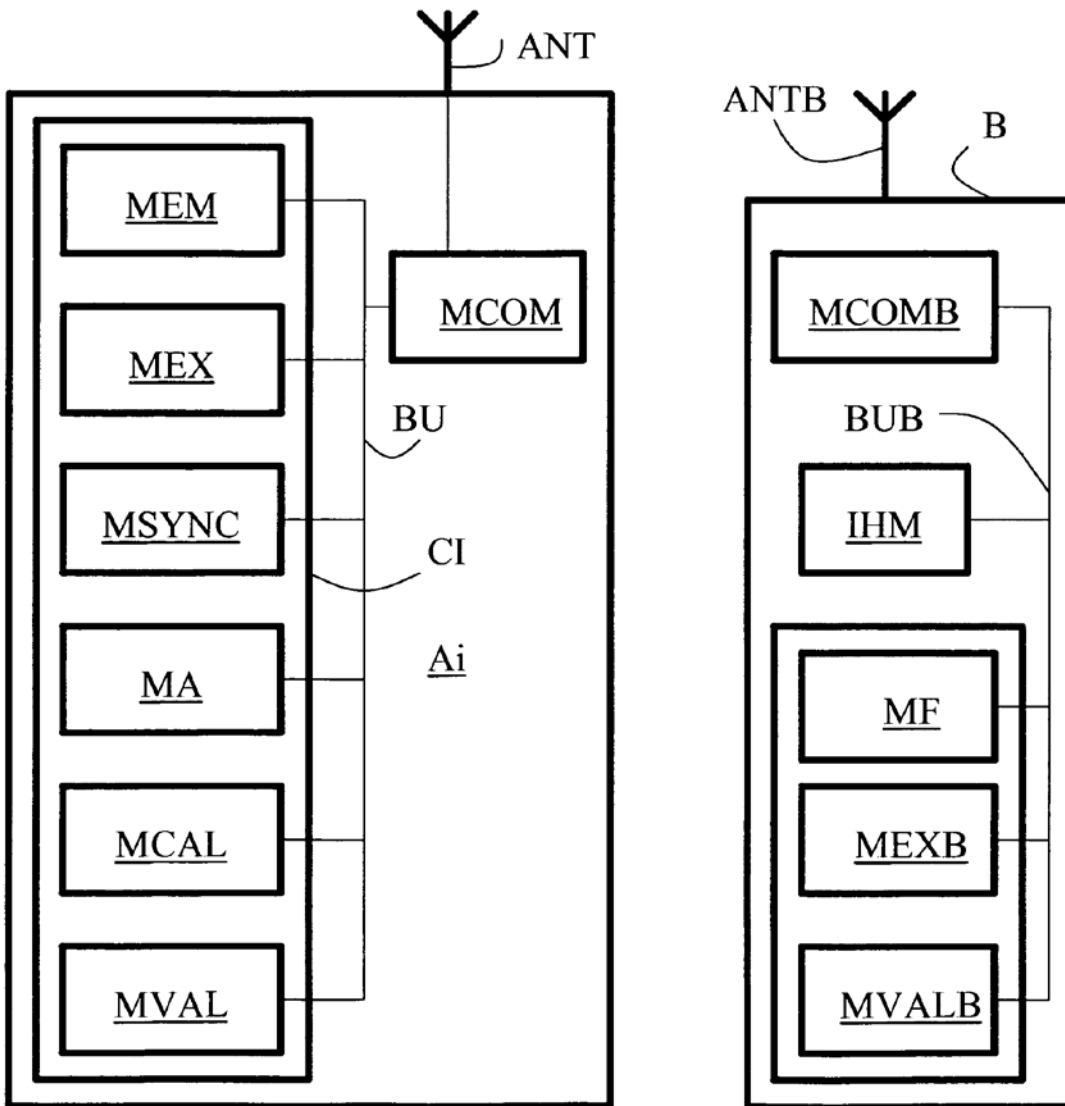 ANT
MEM
MCOM
MEX
BU
MSYNC
CI
MA
Ai
MCAL
MVAL
ANTB
B
MCOMB
BUB
IHM
MF
MEXB
MVALB